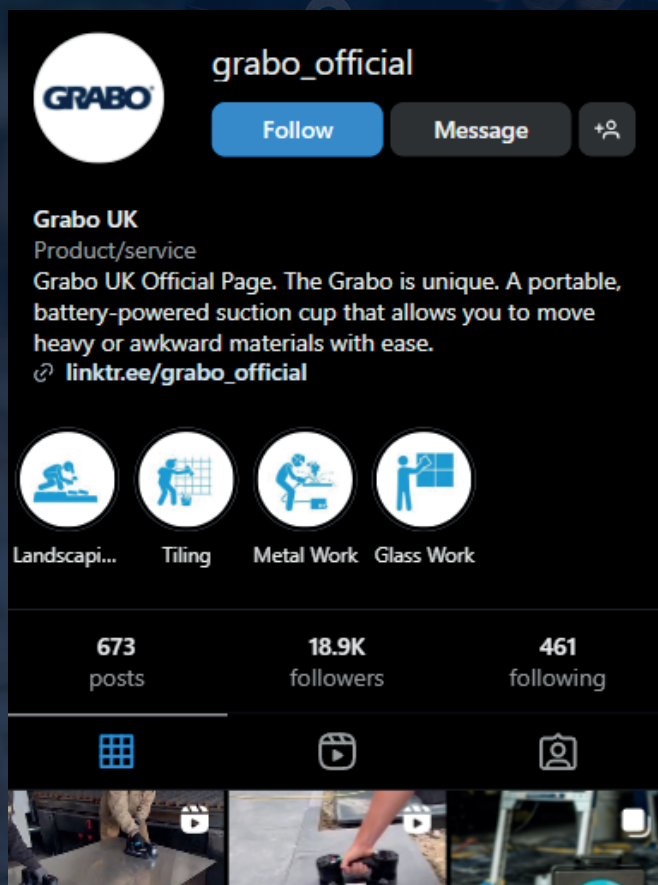 GRABO
grabo_official
Follow
Message
Grabo UK
Product/service
Grabo UK Official Page. The Grabo is unique. A portable,
battery-powered suction cup that allows you to move
heavy or awkward materials with ease.
linktr.ee/grabo_official
Landscapi...
Tiling
Metal Work
Glass Work
673
posts
18.9K
followers
461
following